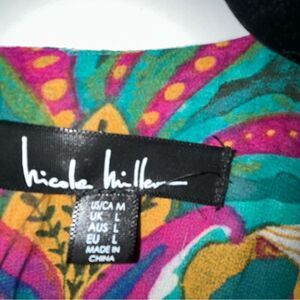 nicole miller
US/CA M
UK L
AUS L
EU L
MADE IN
CHINA